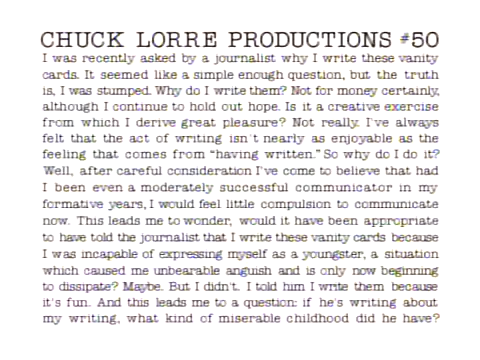 CHUCK LORRE PRODUCTIONS #50
I was recently asked by a journalist why I write these vanity
cards. It seemed like a simple enough question, but the truth
is, I was stumped. Why do I write them? Not for money certainly,
although I continue to hold out hope. Is it a creative exercise
from which I derive great pleasure? Not really. I've always
felt that the act of writing isn't nearly as enjoyable as the
feeling that comes from "having written." So why do I do it?
Well, after careful consideration I've come to believe that had
I been even a moderately successful communicator in my
formative years, I would feel little compulsion to communicate
now. This leads me to wonder, would it have been appropriate
to have told the journalist that I write these vanity cards because
I was incapable of expressing myself as a youngster, a situation
which caused me unbearable anguish and is only now beginning
to dissipate? Maybe. But I didn't. I told him I write them because
it's fun. And this leads me to a question: if he's writing about
my writing, what kind of miserable childhood did he have?